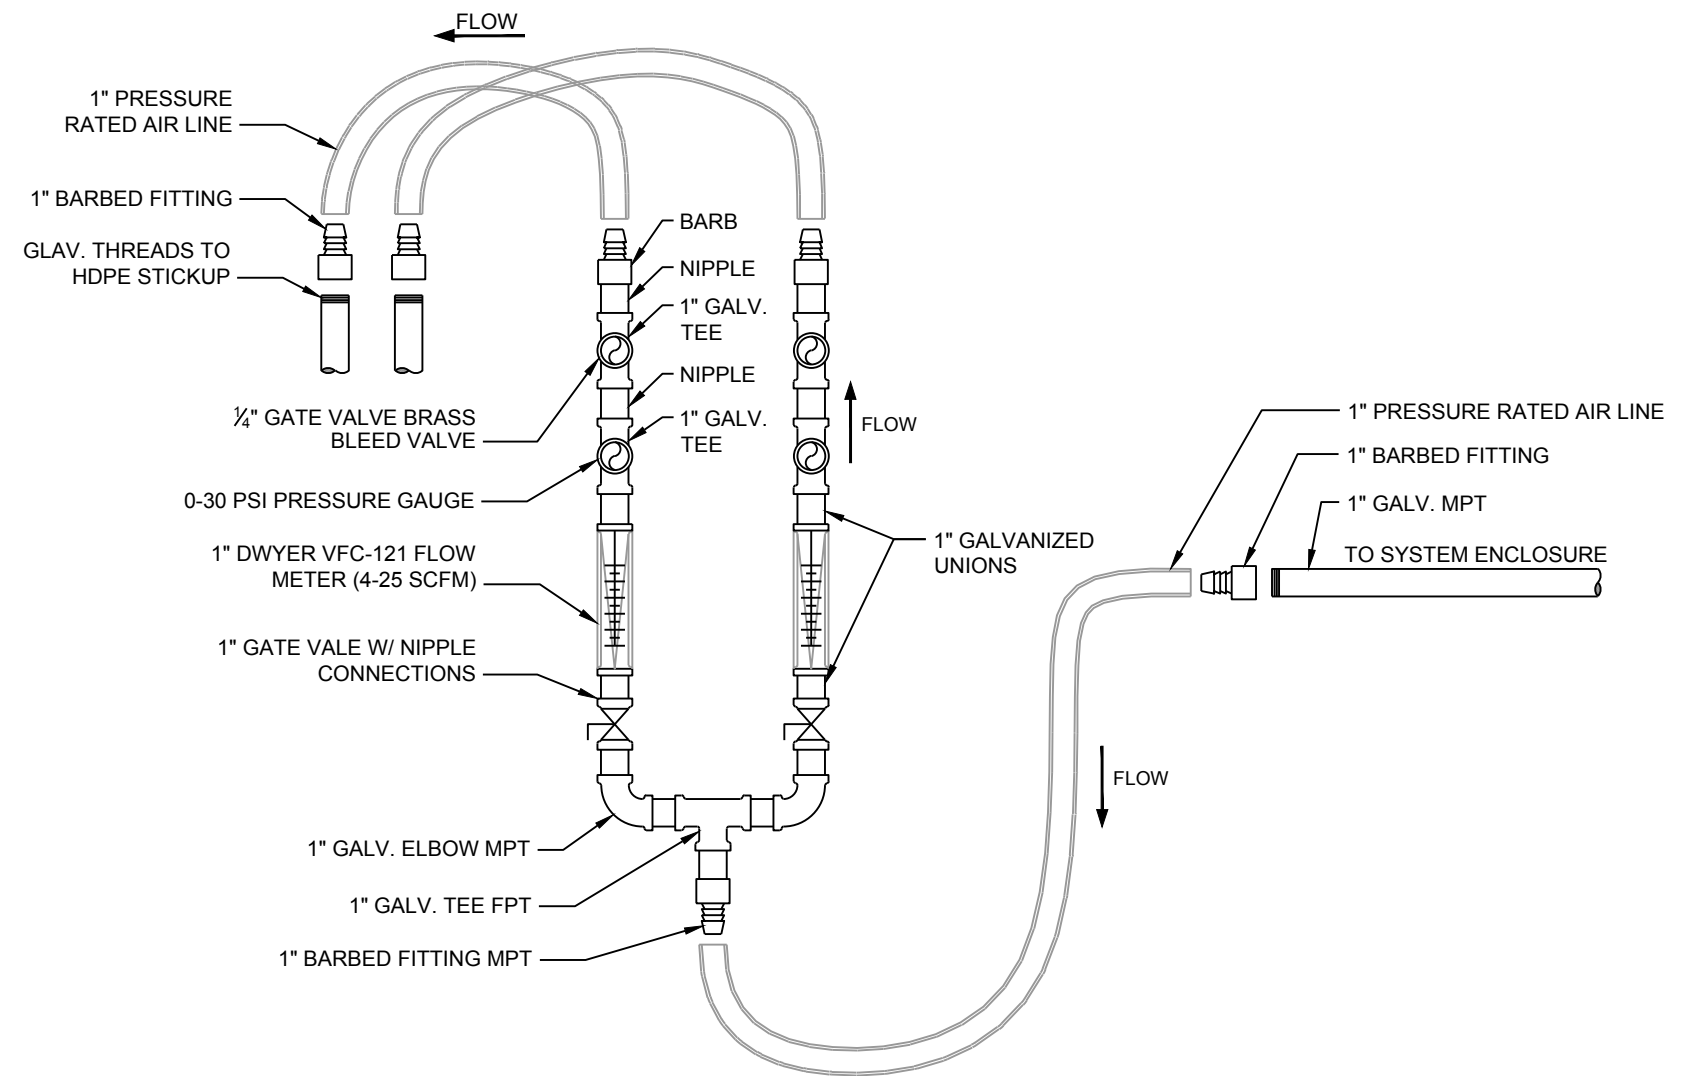 FLOW
1" PRESSURE
RATED AIR LINE
1" BARBED FITTING
GLAV. THREADS TO
HDPE STICKUP
BARB
NIPPLE
1" GALV.
TEE
NIPPLE
1" GALV.
TEE
¼" GATE VALVE BRASS
BLEED VALVE
0-30 PSI PRESSURE GAUGE
1" DWYER VFC-121 FLOW
METER (4-25 SCFM)
1" GATE VALE W/ NIPPLE
CONNECTIONS
FLOW
1" GALVANIZED
UNIONS
1" PRESSURE RATED AIR LINE
1" BARBED FITTING
1" GALV. MPT
TO SYSTEM ENCLOSURE
FLOW
1" GALV. ELBOW MPT
1" GALV. TEE FPT
1" BARBED FITTING MPT